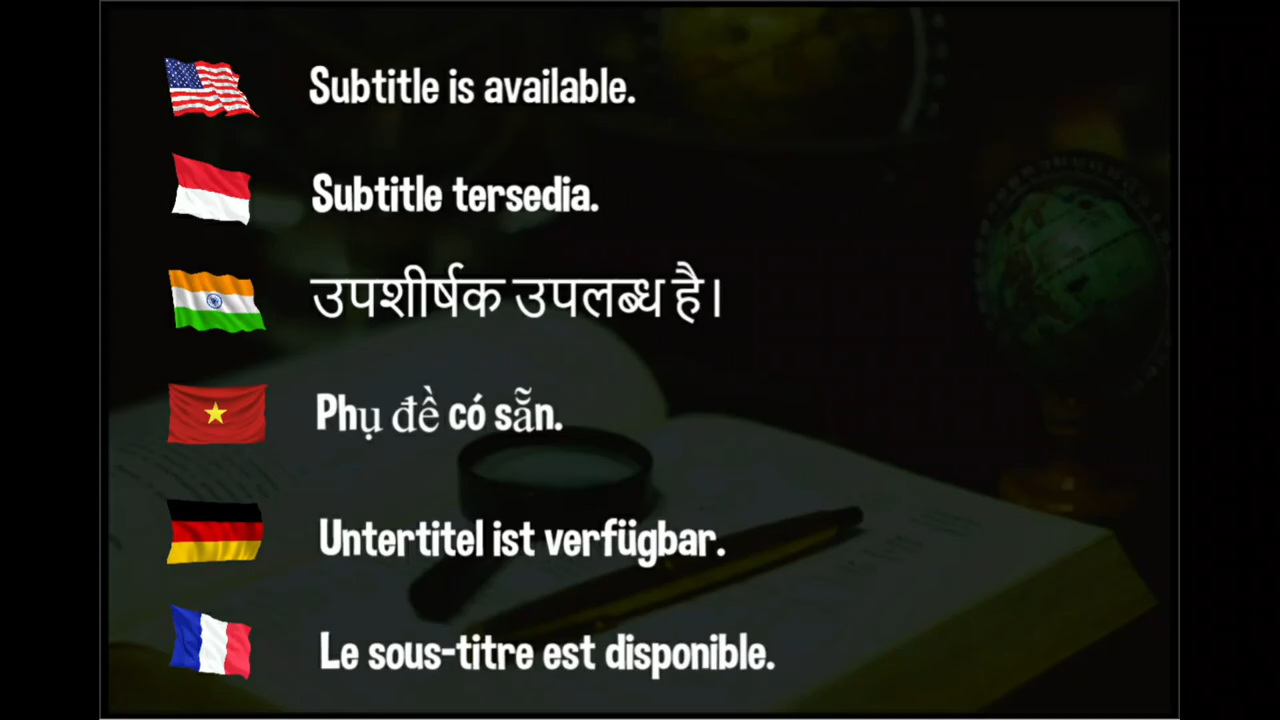 Subtitle is available.
Subtitle tersedia.
उपशीर्षक उपलब्ध है।
Phụ đề có sẵn.
Untertitel ist verfügbar.
Le sous-titre est disponible.